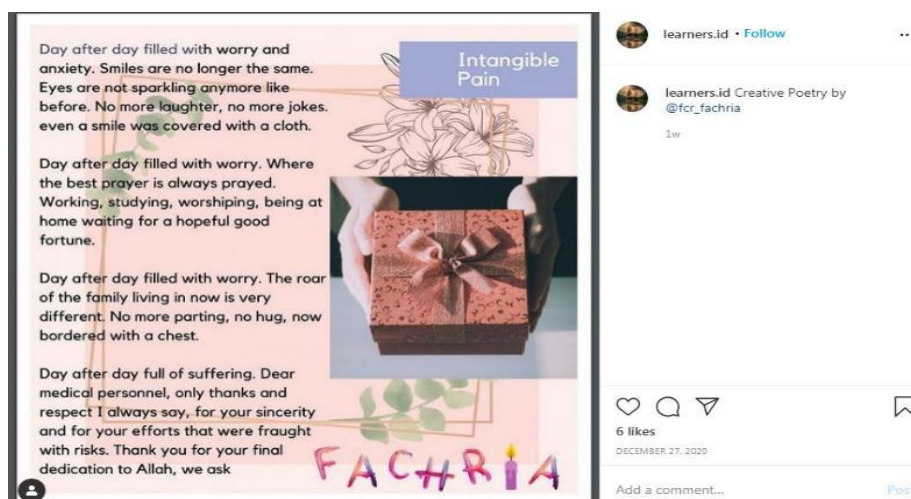 Day after day filled with worry and
anxiety. Smiles are no longer the same.
Eyes are not sparkling anymore like
before. No more laughter, no more jokes.
even a smile was covered with a cloth.
Day after day filled with worry. Where
the best prayer is always prayed.
Working, studying, worshiping, being at
home waiting for a hopeful good
fortune.
Day after day filled with worry. The roar
of the family living in now is very
different. No more parting, no hug, now
bordered with a chest.
Day after day full of suffering. Dear
medical personnel, only thanks and
respect I always say, for your sincerity
and for your efforts that were fraught
with risks. Thank you for your final
dedication to Allah, we ask
Intangible
Pain
FACHRIA
learners.id • Follow
learners.id Creative Poetry by
@fcr_fachria
1w
6 likes
DECEMBER 27, 2020
Add a comment...
Post